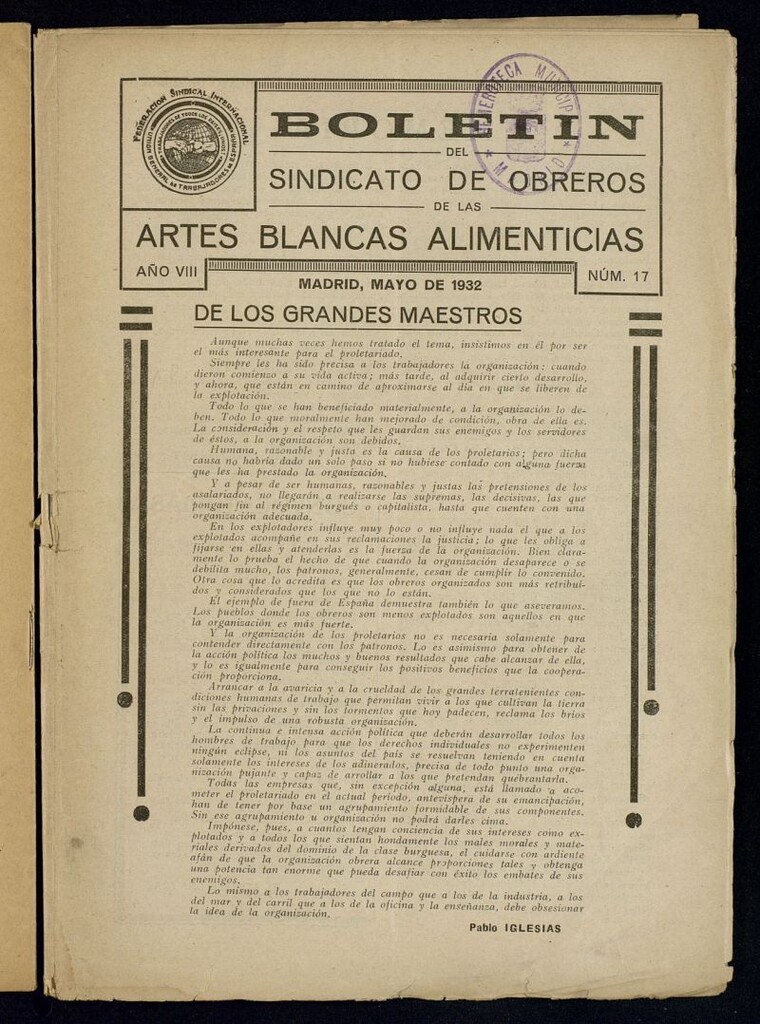 FEDERACIÓN SINDICAL INTERNACIONAL
UNIÓN GENERAL DE TRABAJADORES ESPAÑA
HEMEROTECA MUNICIPAL
BOLETIN
DEL
SINDICATO DE OBREROS
DE LAS
ARTES BLANCAS ALIMENTICIAS
AÑO VIII
MADRID, MAYO DE 1932
NÚM. 17
DE LOS GRANDES MAESTROS
Aunque muchas veces hemos tratado el tema, insistimos en él por ser
el más interesante para el proletariado.
Siempre les ha sido precisa a los trabajadores la organización: cuando
dieron comienzo a su vida activa; más tarde, al adquirir cierto desarrollo,
y ahora, que están en camino de aproximarse al día en que se liberen de
la explotación.
Todo lo que se han beneficiado materialmente, a la organización lo de-
ben. Todo lo que moralmente han mejorado de condición, obra de ella es.
La consideración y el respeto que les guardan sus enemigos y los servidores
de éstos, a la organización son debidos.
Humana, razonable y justa es la causa de los proletarios; pero dicha
causa no habría dado un solo paso si no hubiese contado con alguna fuerza
que les ha prestado la organización.
Y a pesar de ser humanas, razonables y justas las pretensiones de los
asalariados, no llegarán a realizarse las supremas, las decisivas, las que
pongan fin al régimen burgués o capitalista, hasta que cuenten con una
organización adecuada.
En los explotadores influye muy poco o no influye nada el que a los
explotados acompañe en sus reclamaciones la justicia; lo que les obliga a
fijarse en ellas y atenderlas es la fuerza de la organización. Bien clara-
mente lo prueba el hecho de que cuando la organización desaparece o se
debilita mucho, los patronos, generalmente, cesan de cumplir lo convenido.
Otra cosa que lo acredita es que los obreros organizados son más retribuí-
dos y considerados que los que no lo están.
El ejemplo de fuera de España demuestra también lo que aseveramos.
Los pueblos donde los obreros son menos explotados son aquellos en que
la organización es más fuerte.
Y la organización de los proletarios no es necesaria solamente para
contender directamente con los patronos. Lo es asimismo para obtener de
la acción política los muchos y buenos resultados que cabe alcanzar de ella,
y lo es igualmente para conseguir los positivos beneficios que la coopera-
ción proporciona.
Arrancar a la avaricia y a la crueldad de los grandes terratenientes con-
diciones humanas de trabajo que permitan vivir a los que cultivan la tierra
sin las privaciones y sin los tormentos que hoy padecen, reclama los bríos
y el impulso de una robusta organización.
La continua e intensa acción política que deberán desarrollar todos los
hombres de trabajo para que los derechos individuales no experimenten
ningún eclipse, ni los asuntos del país se resuelvan teniendo en cuenta
solamente los intereses de los adinerados, precisa de todo punto una orga-
nización pujante y capaz de arrollar a los que pretendan quebrantarla.
Todas las empresas que, sin excepción alguna, está llamado a aco-
meter el proletariado en el actual período, antevíspera de su emancipación,
han de tener por base un agrupamiento formidable de sus componentes.
Sin ese agrupamiento u organización no podrá darles cima.
Impónese, pues, a cuantos tengan conciencia de sus intereses como ex-
plotados y a todos los que sientan hondamente los males morales y mate-
riales derivados del dominio de la clase burguesa, el cuidarse con ardiente
afán de que la organización obrera alcance proporciones tales y obtenga
una potencia tan enorme que pueda desafiar con éxito los embates de sus
enemigos.
Lo mismo a los trabajadores del campo que a los de la industria, a los
del mar y del carril que a los de la oficina y la enseñanza, debe obsesionar
la idea de la organización.
Pablo IGLESIAS